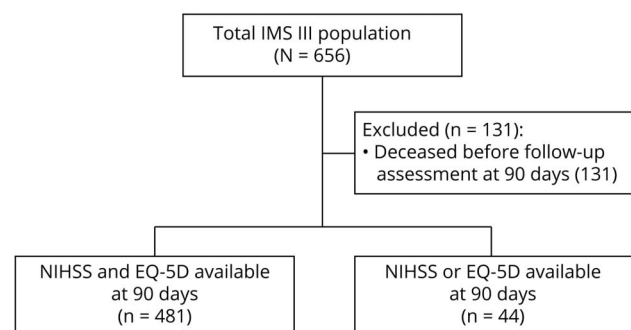 Total IMS III population
(N = 656)
Excluded (n = 131):
• Deceased before follow-up
assessment at 90 days (131)
NIHSS and EQ-5D available
at 90 days
(n = 481)
NIHSS or EQ-5D available
at 90 days
(n = 44)